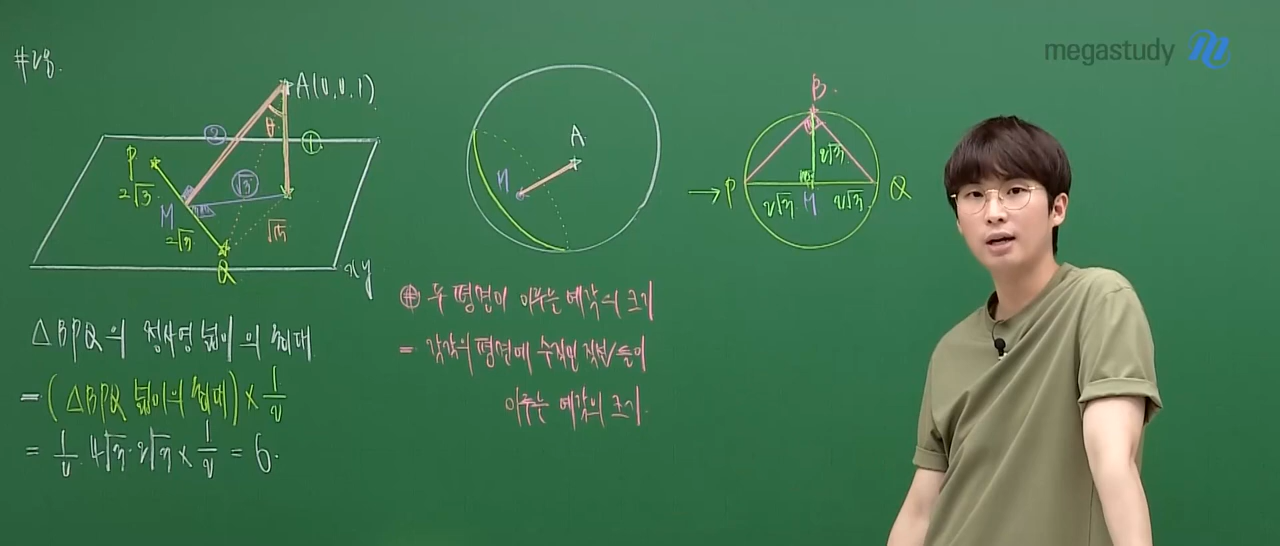 megastudy
#28.
A(0,0,1)
θ
②
①
P
2√3
√3
M
2√3
√15
Q
xy
A
M
B
2√3
P
M
Q
2√3
2√3
△BPQ의 정사영 넓이의 최대
= (△BPQ 넓이의 최대) × 1/2
= 1/2 · 4√3 · 2√3 × 1/2 = 6.
⊕ 두 평면이 이루는 예각의 크기
= 각각의 평면에 수직인 직선들이
이루는 예각의 크기.